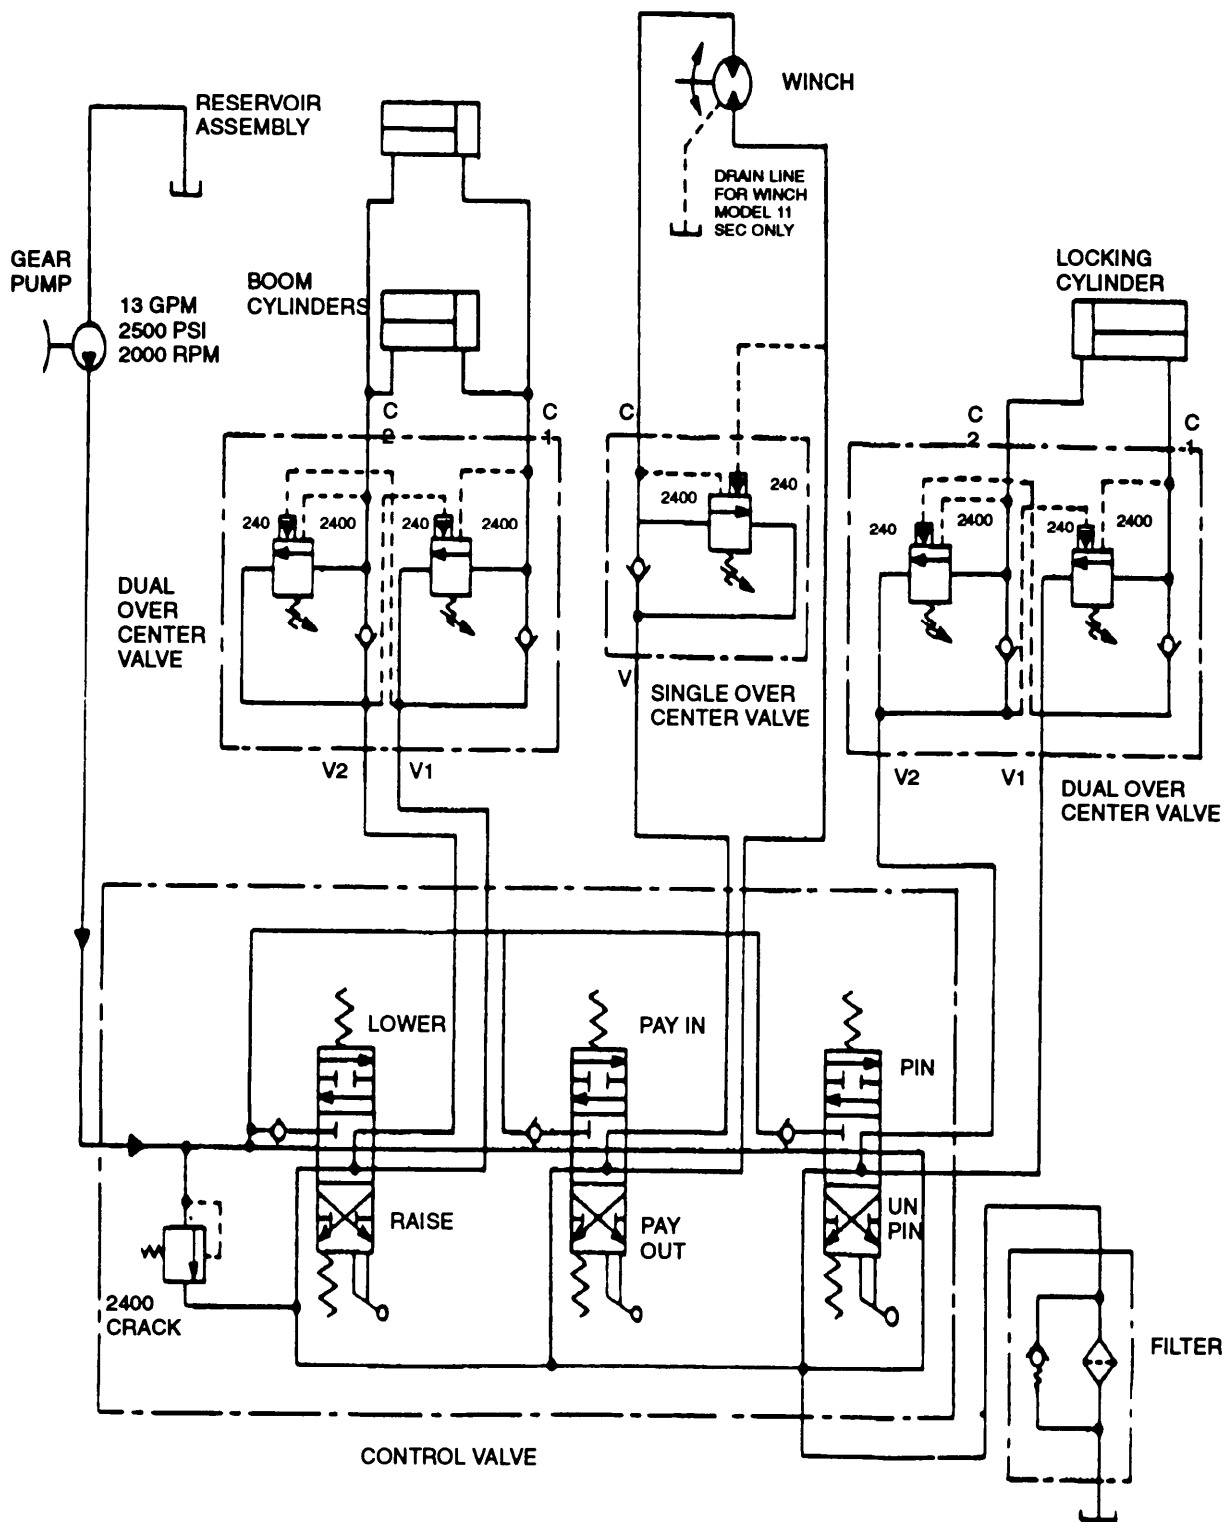 RESERVOIR
ASSEMBLY
WINCH
DRAIN LINE
FOR WINCH
MODEL 11
SEC ONLY
GEAR
PUMP
13 GPM
2500 PSI
2000 RPM
BOOM
CYLINDERS
LOCKING
CYLINDER
C
2
C
1
C
C
2
C
1
240
2400
240
2400
2400
240
240
2400
240
2400
DUAL
OVER
CENTER
VALVE
V
SINGLE OVER
CENTER VALVE
V2
V1
V2
V1
DUAL OVER
CENTER VALVE
LOWER
PAY IN
PIN
RAISE
PAY
OUT
UN
PIN
2400
CRACK
FILTER
CONTROL VALVE